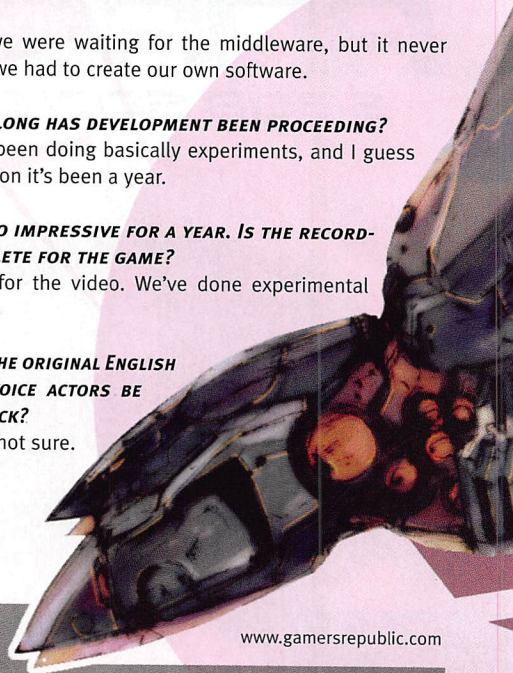 ve were waiting for the middleware, but it never
we had to create our own software.
LONG HAS DEVELOPMENT BEEN PROCEEDING?
been doing basically experiments, and I guess
on it's been a year.
O IMPRESSIVE FOR A YEAR. IS THE RECORD-
LETE FOR THE GAME?
for the video. We've done experimental
HE ORIGINAL ENGLISH
OICE ACTORS BE
CK?
not sure.
www.gamersrepublic.com